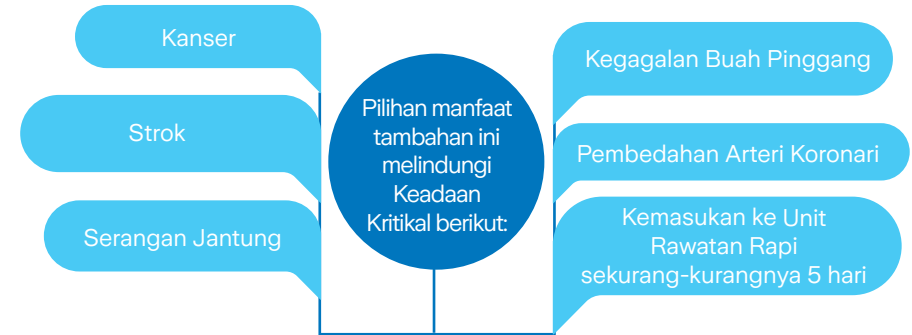 Pilihan manfaat
tambahan ini
melindungi
Keadaan
Kritikal berikut:
Kanser
Strok
Serangan Jantung
Kegagalan Buah Pinggang
Pembedahan Arteri Koronari
Kemasukan ke Unit
Rawatan Rapi
sekurang-kurangnya 5 hari